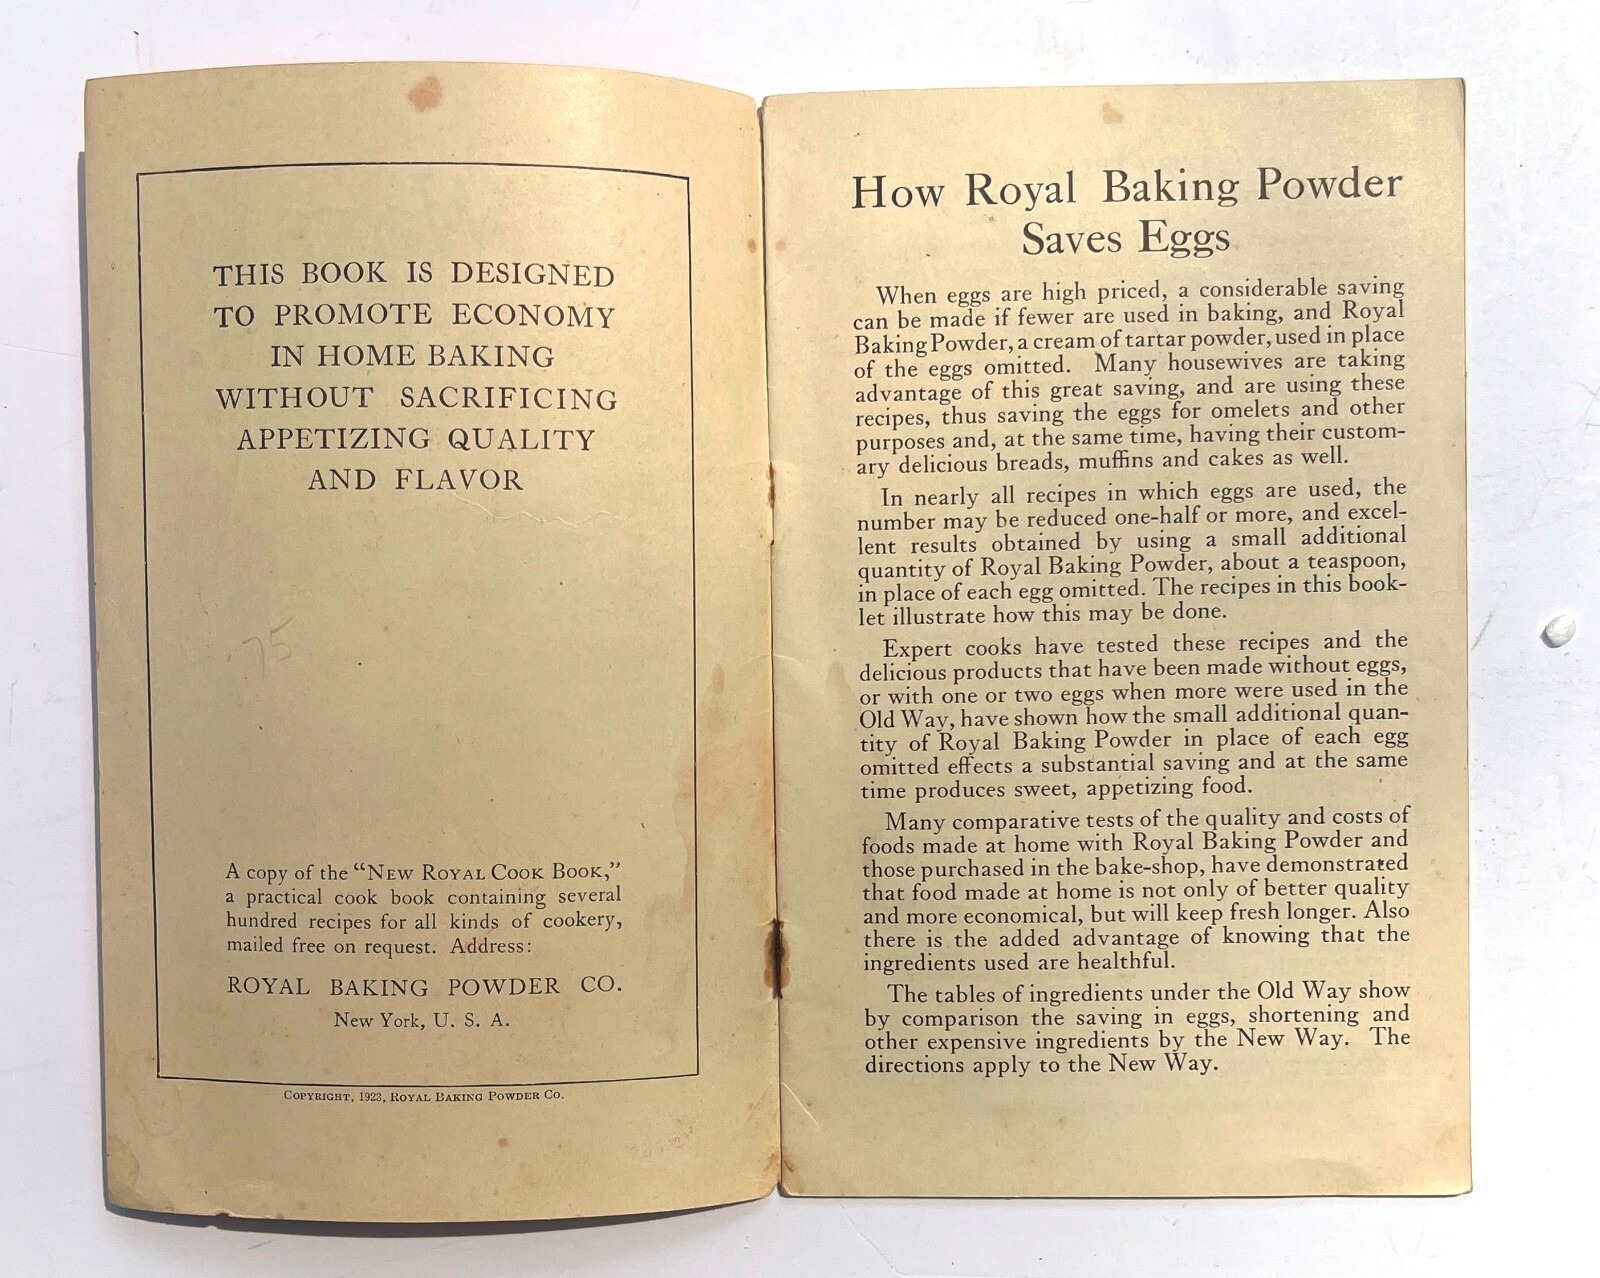 THIS BOOK IS DESIGNED
TO PROMOTE ECONOMY
IN HOME BAKING
WITHOUT SACRIFICING
APPETIZING QUALITY
AND FLAVOR
.75
A copy of the "New Royal Cook Book,"
a practical cook book containing several
hundred recipes for all kinds of cookery,
mailed free on request. Address:
ROYAL BAKING POWDER CO.
New York, U. S. A.
Copyright, 1923, Royal Baking Powder Co.
How Royal Baking Powder
Saves Eggs
When eggs are high priced, a considerable saving
can be made if fewer are used in baking, and Royal
Baking Powder, a cream of tartar powder, used in place
of the eggs omitted. Many housewives are taking
advantage of this great saving, and are using these
recipes, thus saving the eggs for omelets and other
purposes and, at the same time, having their custom-
ary delicious breads, muffins and cakes as well.
In nearly all recipes in which eggs are used, the
number may be reduced one-half or more, and excel-
lent results obtained by using a small additional
quantity of Royal Baking Powder, about a teaspoon,
in place of each egg omitted. The recipes in this book-
let illustrate how this may be done.
Expert cooks have tested these recipes and the
delicious products that have been made without eggs,
or with one or two eggs when more were used in the
Old Way, have shown how the small additional quan-
tity of Royal Baking Powder in place of each egg
omitted effects a substantial saving and at the same
time produces sweet, appetizing food.
Many comparative tests of the quality and costs of
foods made at home with Royal Baking Powder and
those purchased in the bake-shop, have demonstrated
that food made at home is not only of better quality
and more economical, but will keep fresh longer. Also
there is the added advantage of knowing that the
ingredients used are healthful.
The tables of ingredients under the Old Way show
by comparison the saving in eggs, shortening and
other expensive ingredients by the New Way. The
directions apply to the New Way.